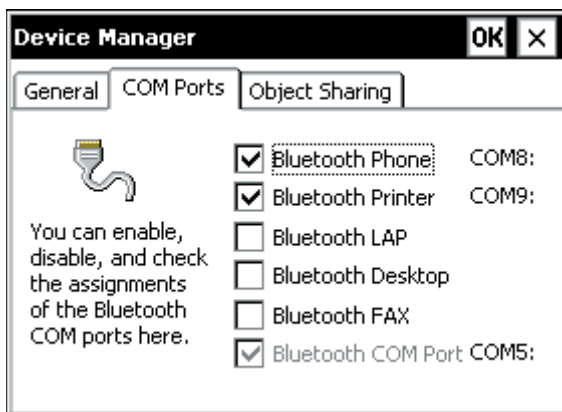 Device Manager OK ×
General COM Ports Object Sharing
You can enable,
disable, and check
the assignments
of the Bluetooth
COM ports here.
Bluetooth Phone COM8:
Bluetooth Printer COM9:
Bluetooth LAP
Bluetooth Desktop
Bluetooth FAX
Bluetooth COM Port COM5: